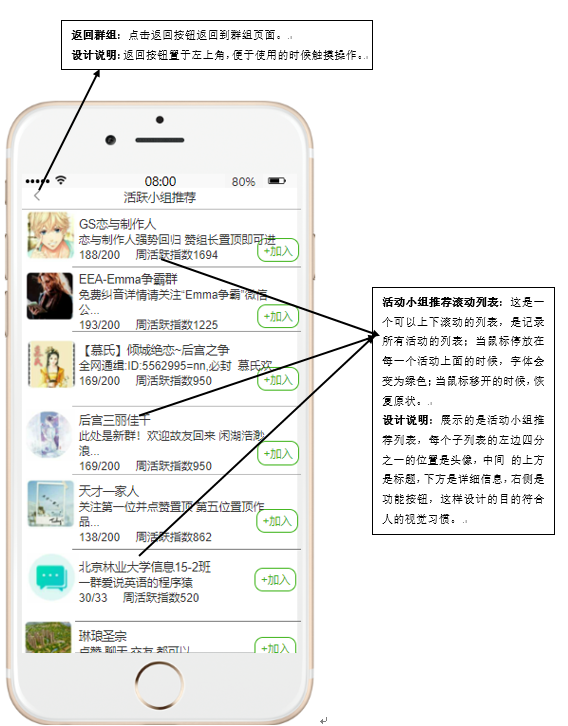 返回群组：点击返回按钮返回到群组页面。
设计说明：返回按钮置于左上角，便于使用的时候触摸操作。
08:00
80%
活跃小组推荐
GS恋与制作人
恋与制作人强势回归 赞组长置顶即可进
188/200 周活跃指数1694
+加入
EEA-Emma争霸群
免费纠音详情请关注“Emma争霸”微信
公...
193/200 周活跃指数1225
+加入
【慕氏】倾城绝恋~后宫之争
全网通缉:ID:5562995=nn,必封 慕氏欢
169/200 周活跃指数950
+加入
后宫三丽佳千
此处是新群！欢迎故友回来 闲湖浩渺
浪...
169/200 周活跃指数950
+加入
天才一家人
关注第一位并点赞置顶 第五位置顶作
品...
138/200 周活跃指数862
+加入
北京林业大学信息15-2班
一群爱说英语的程序猿
30/33 周活跃指数520
+加入
琳琅圣宗
点赞 聊天 交友 都可以
+加入
活动小组推荐滚动列表：这是一
个可以上下滚动的列表，是记录
所有活动的列表；当鼠标停放在
每一个活动上面的时候，字体会
变为绿色；当鼠标移开的时候，恢
复原状。
设计说明：展示的是活动小组推
荐列表，每个子列表的左边四分
之一的位置是头像，中间 的上方
是标题，下方是详细信息，右侧是
功能按钮，这样设计的目的符合
人的视觉习惯。